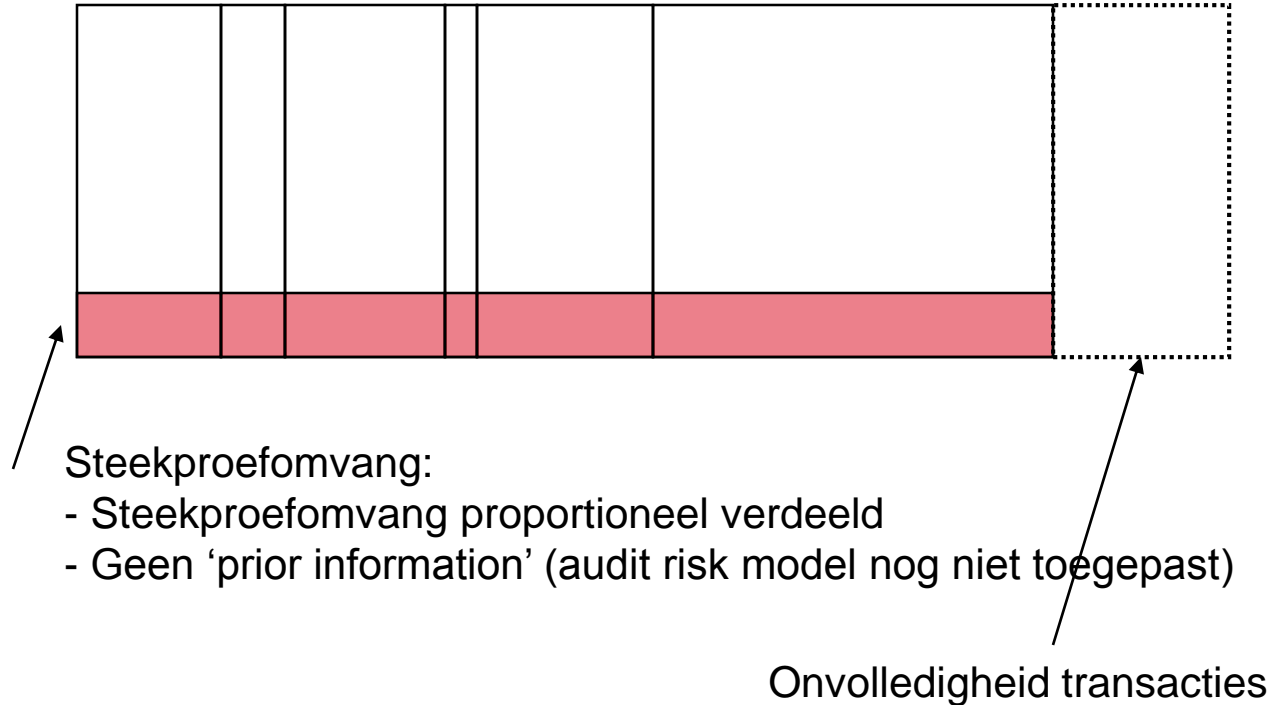 Steekproefomvang:
- Steekproefomvang proportioneel verdeeld
- Geen ‘prior information’ (audit risk model nog niet toegepast)
Onvolledigheid transacties